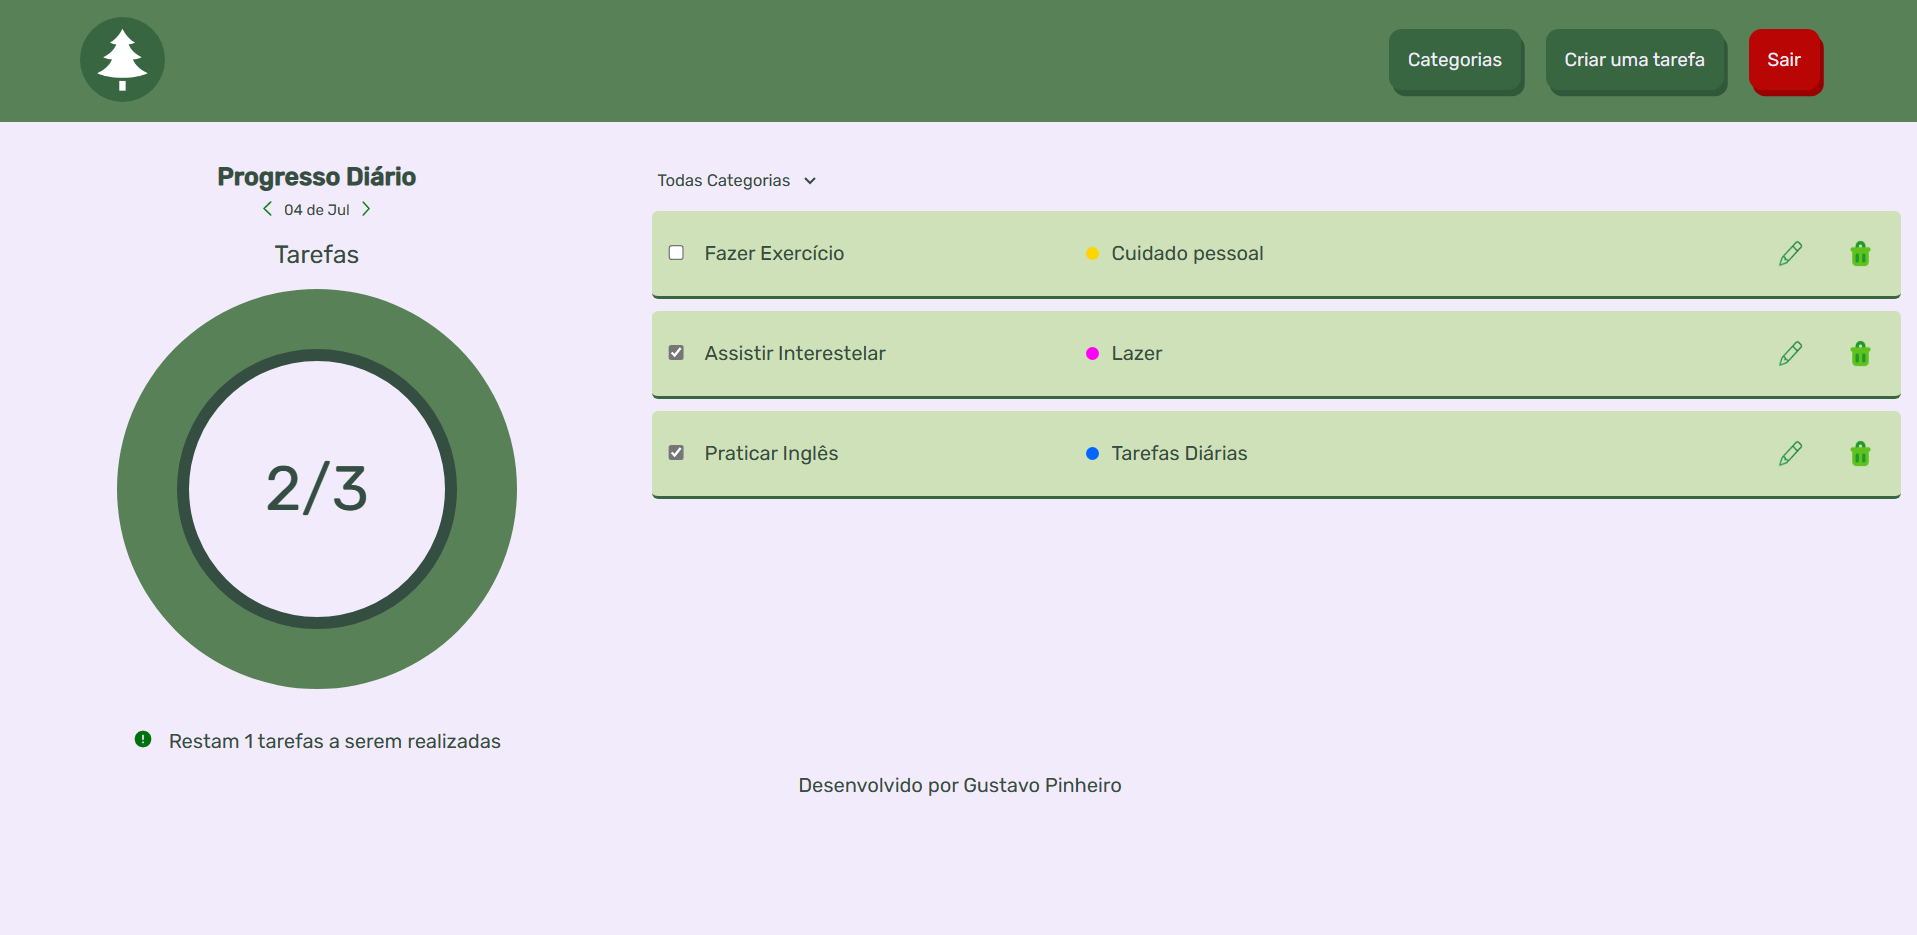 Categorias
Criar uma tarefa
Sair
Progresso Diário
04 de Jul
Tarefas
2/3
Restam 1 tarefas a serem realizadas
Todas Categorias
Fazer Exercício
Cuidado pessoal
Assistir Interestelar
Lazer
Praticar Inglês
Tarefas Diárias
Desenvolvido por Gustavo Pinheiro